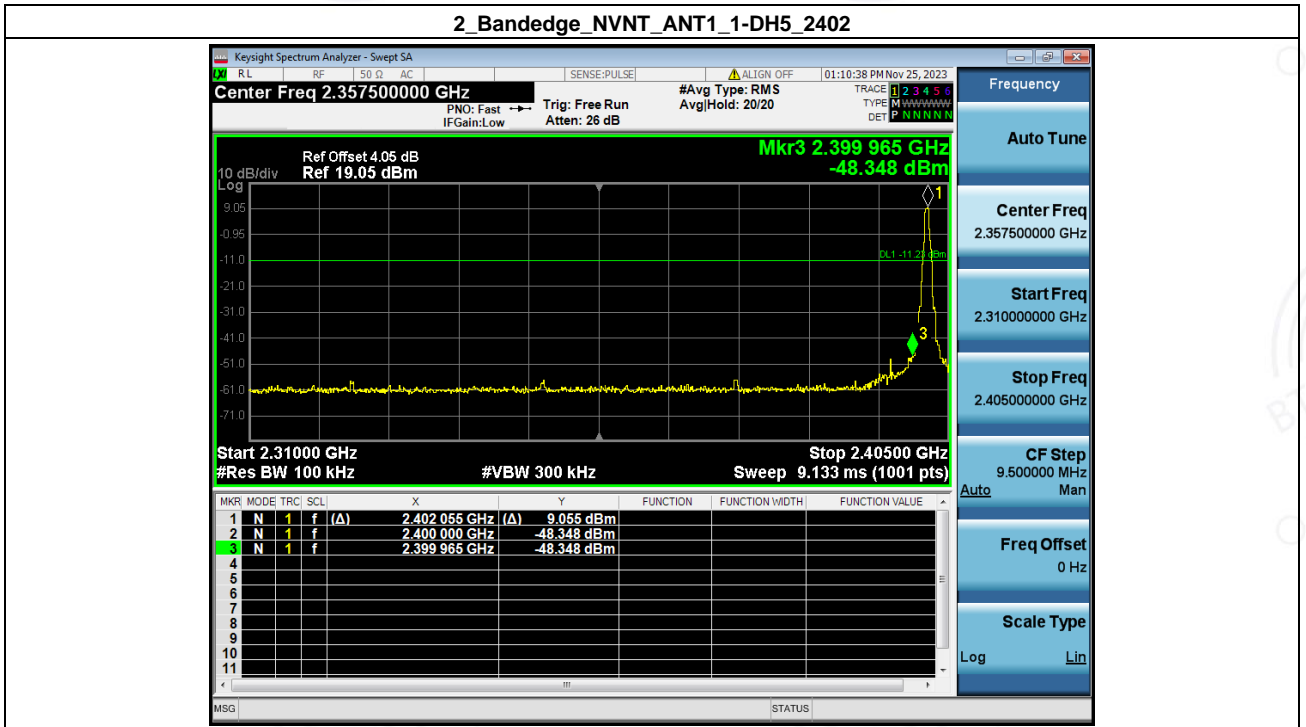 2_Bandedge_NVNT_ANT1_1-DH5_2402
Keysight Spectrum Analyzer - Swept SA
LXI RL RF 50 Ω AC SENSE:PULSE ALIGN OFF 01:10:38 PM Nov 25, 2023
Center Freq 2.357500000 GHz
PNO: Fast
IFGain:Low
Trig: Free Run
Atten: 26 dB
#Avg Type: RMS
Avg|Hold: 20/20
TRACE 1 2 3 4 5 6
TYPE M WWWWW
DET P N N N N N
Mkr3 2.399 965 GHz
-48.348 dBm
Ref Offset 4.05 dB
10 dB/div Ref 19.05 dBm
Log
9.05
-0.95
-11.0
-21.0
-31.0
-41.0
-51.0
-61.0
-71.0
1
DL1 -11.23 dBm
3
Start 2.31000 GHz Stop 2.40500 GHz
#Res BW 100 kHz #VBW 300 kHz Sweep 9.133 ms (1001 pts)
MKR MODE TRC SCL X Y FUNCTION FUNCTION WIDTH FUNCTION VALUE
1 N 1 f (Δ) 2.402 055 GHz (Δ) 9.055 dBm
2 N 1 f 2.400 000 GHz -48.348 dBm
3 N 1 f 2.399 965 GHz -48.348 dBm
4
5
6
7
8
9
10
11
MSG STATUS
Frequency
Auto Tune
Center Freq
2.357500000 GHz
Start Freq
2.310000000 GHz
Stop Freq
2.405000000 GHz
CF Step
9.500000 MHz
Auto Man
Freq Offset
0 Hz
Scale Type
Log Lin